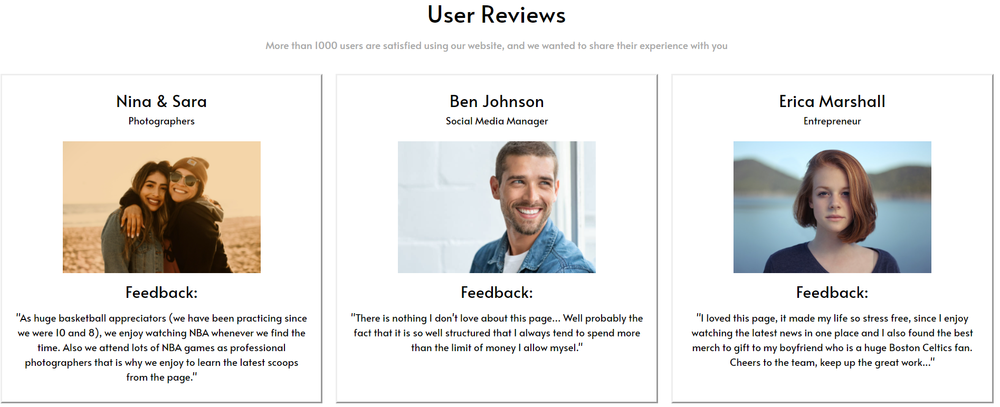 User Reviews
More than 1000 users are satisfied using our website, and we wanted to share their experience with you
Nina & Sara
Photographers
Feedback:
"As huge basketball appreciators (we have been practicing since
we were 10 and 8), we enjoy watching NBA whenever we find the
time. Also we attend lots of NBA games as professional
photographers that is why we enjoy to learn the latest scoops
from the page."
Ben Johnson
Social Media Manager
Feedback:
"There is nothing I don't love about this page... Well probably the
fact that it is so well structured that I always tend to spend more
than the limit of money I allow mysel."
Erica Marshall
Entrepreneur
Feedback:
"I loved this page, it made my life so stress free, since I enjoy
watching the latest news in one place and I also found the best
merch to gift to my boyfriend who is a huge Boston Celtics fan.
Cheers to the team, keep up the great work..."